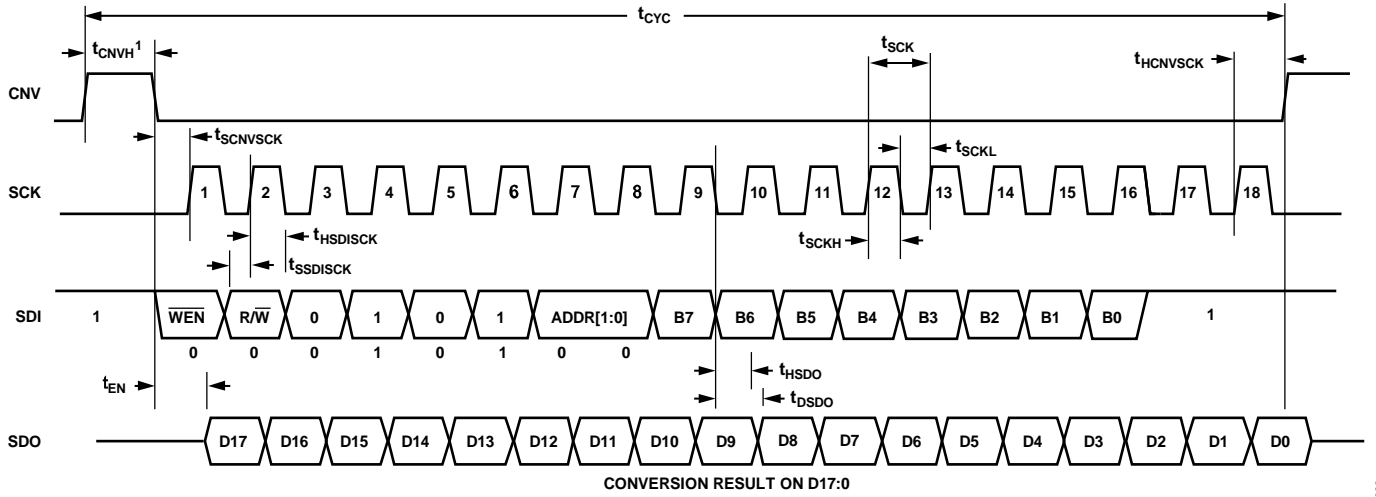 tCYC
tCNVH1
tSCK
tHCNVSCK
CNV
tSCNVSCK
tSCKL
SCK
1 2 3 4 5 6 7 8 9 10 11 12 13 14 15 16 17 18
tHSDISCK
tSCKH
tSSDISCK
SDI 1 WEN R/W 0 1 0 1 ADDR[1:0] B7 B6 B5 B4 B3 B2 B1 B0 1
0 0 0 1 0 1 0 0
tEN
tHSDO
tDSDO
SDO D17 D16 D15 D14 D13 D12 D11 D10 D9 D8 D7 D6 D5 D4 D3 D2 D1 D0
CONVERSION RESULT ON D17:0